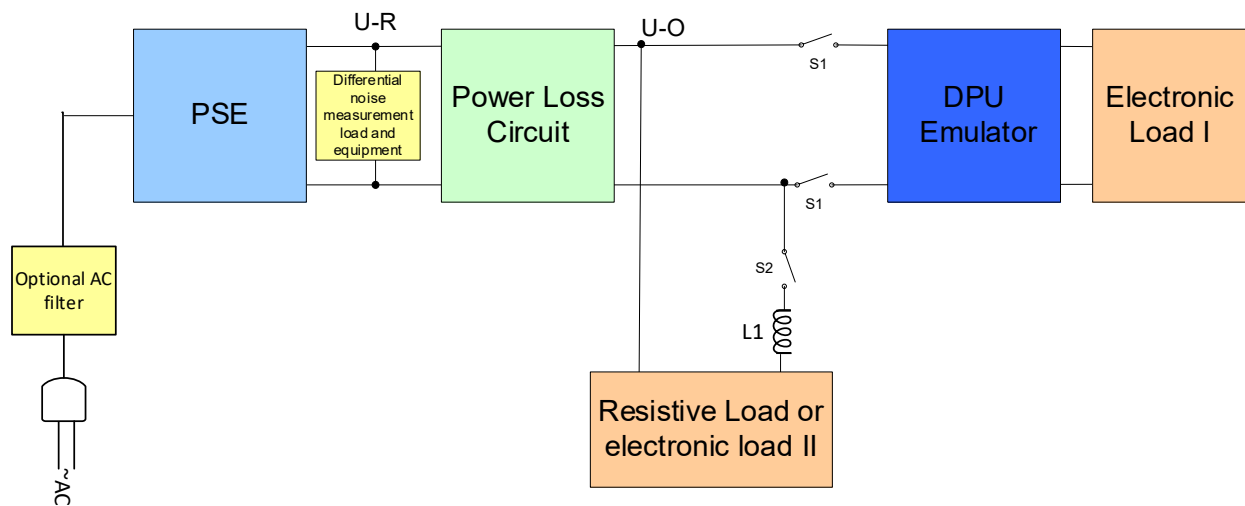 U-R
U-O
PSE
Differential
noise
measurement
load and
equipment
Power Loss
Circuit
S1
DPU
Emulator
Electronic
Load I
S1
S2
L1
Optional AC
filter
Resistive Load or
electronic load II
~AC